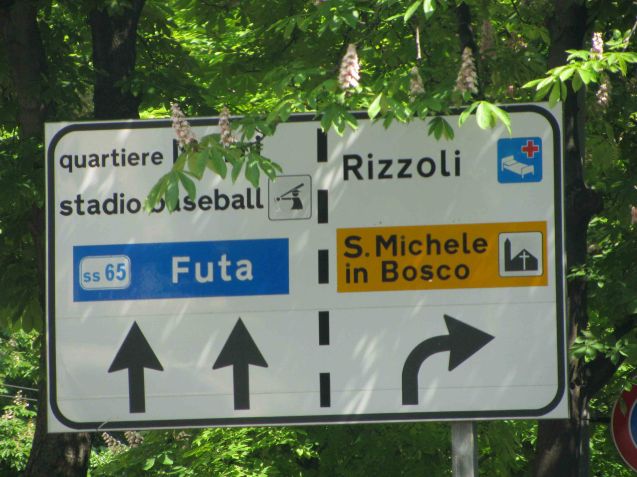 quartiere
stadio baseball
ss 65 Futa
Rizzoli
S. Michele
in Bosco